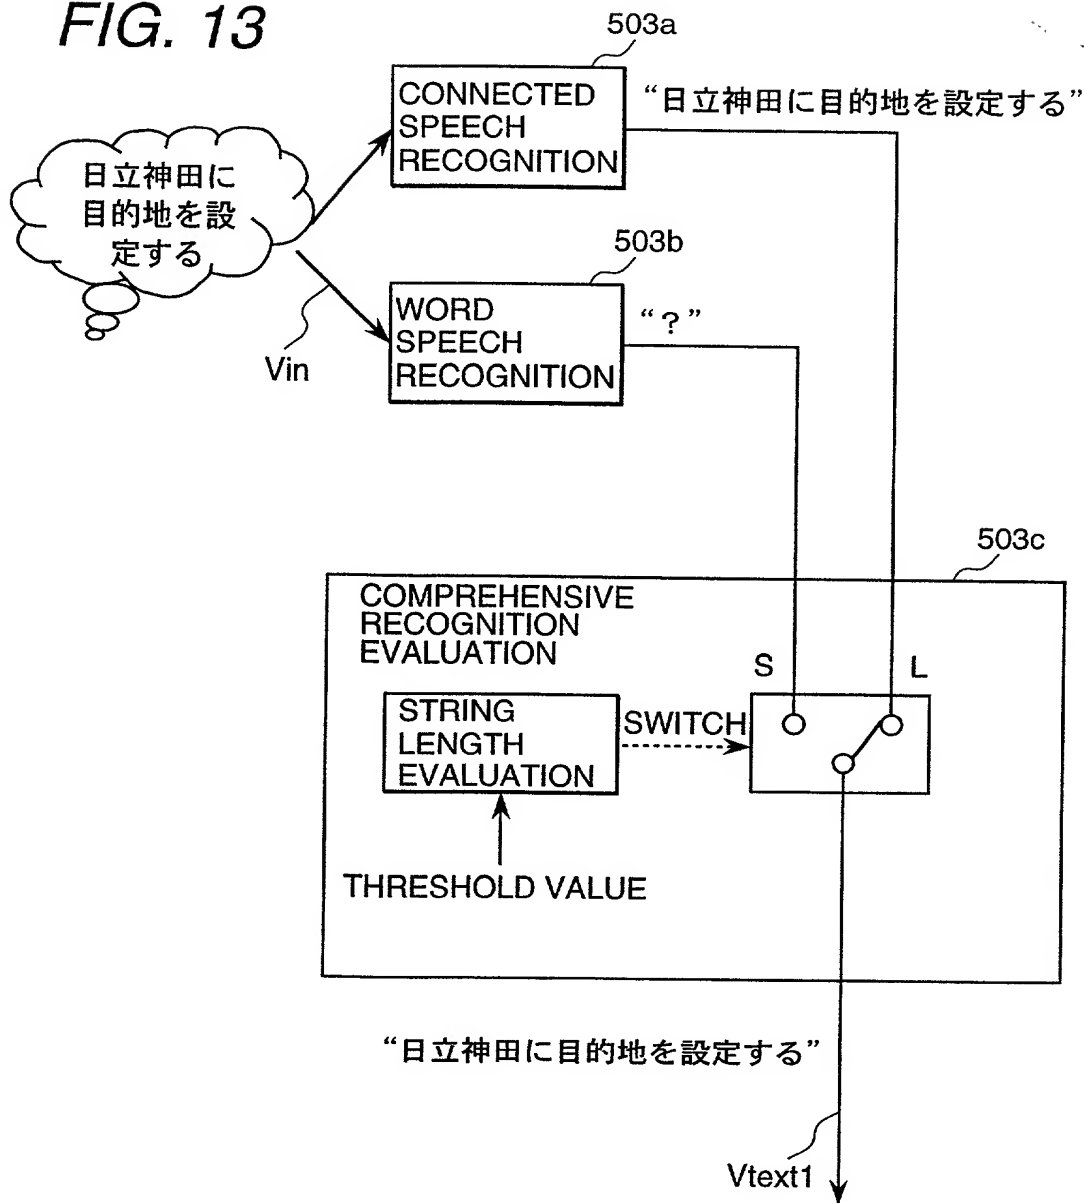 FIG. 13
503a
CONNECTED
SPEECH
RECOGNITION
“日立神田に目的地を設定する”
日立神田に
目的地を設
定する
503b
WORD
SPEECH
RECOGNITION
“？”
Vin
503c
COMPREHENSIVE
RECOGNITION
EVALUATION
S
L
STRING
LENGTH
EVALUATION
SWITCH
THRESHOLD VALUE
“日立神田に目的地を設定する”
Vtext1